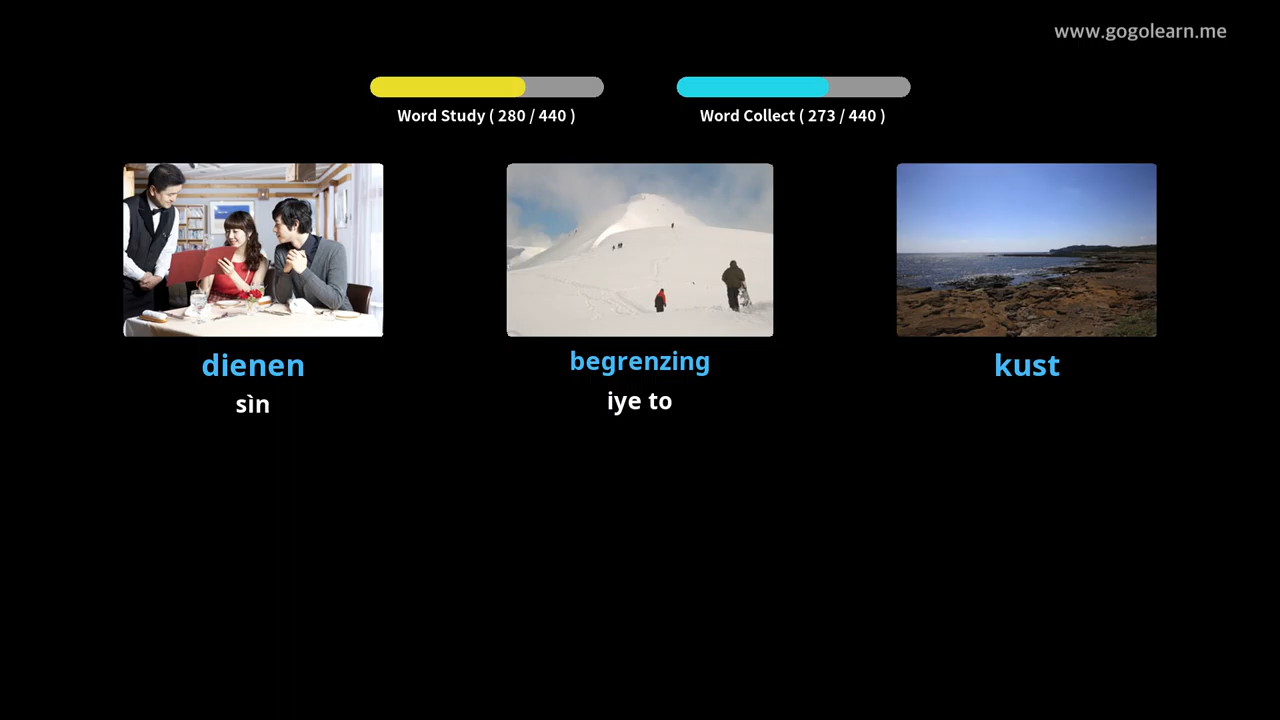 www.gogolearn.me
Word Study ( 280 / 440 )
Word Collect ( 273 / 440 )
dienen
sìn
begrenzing
iye to
kust